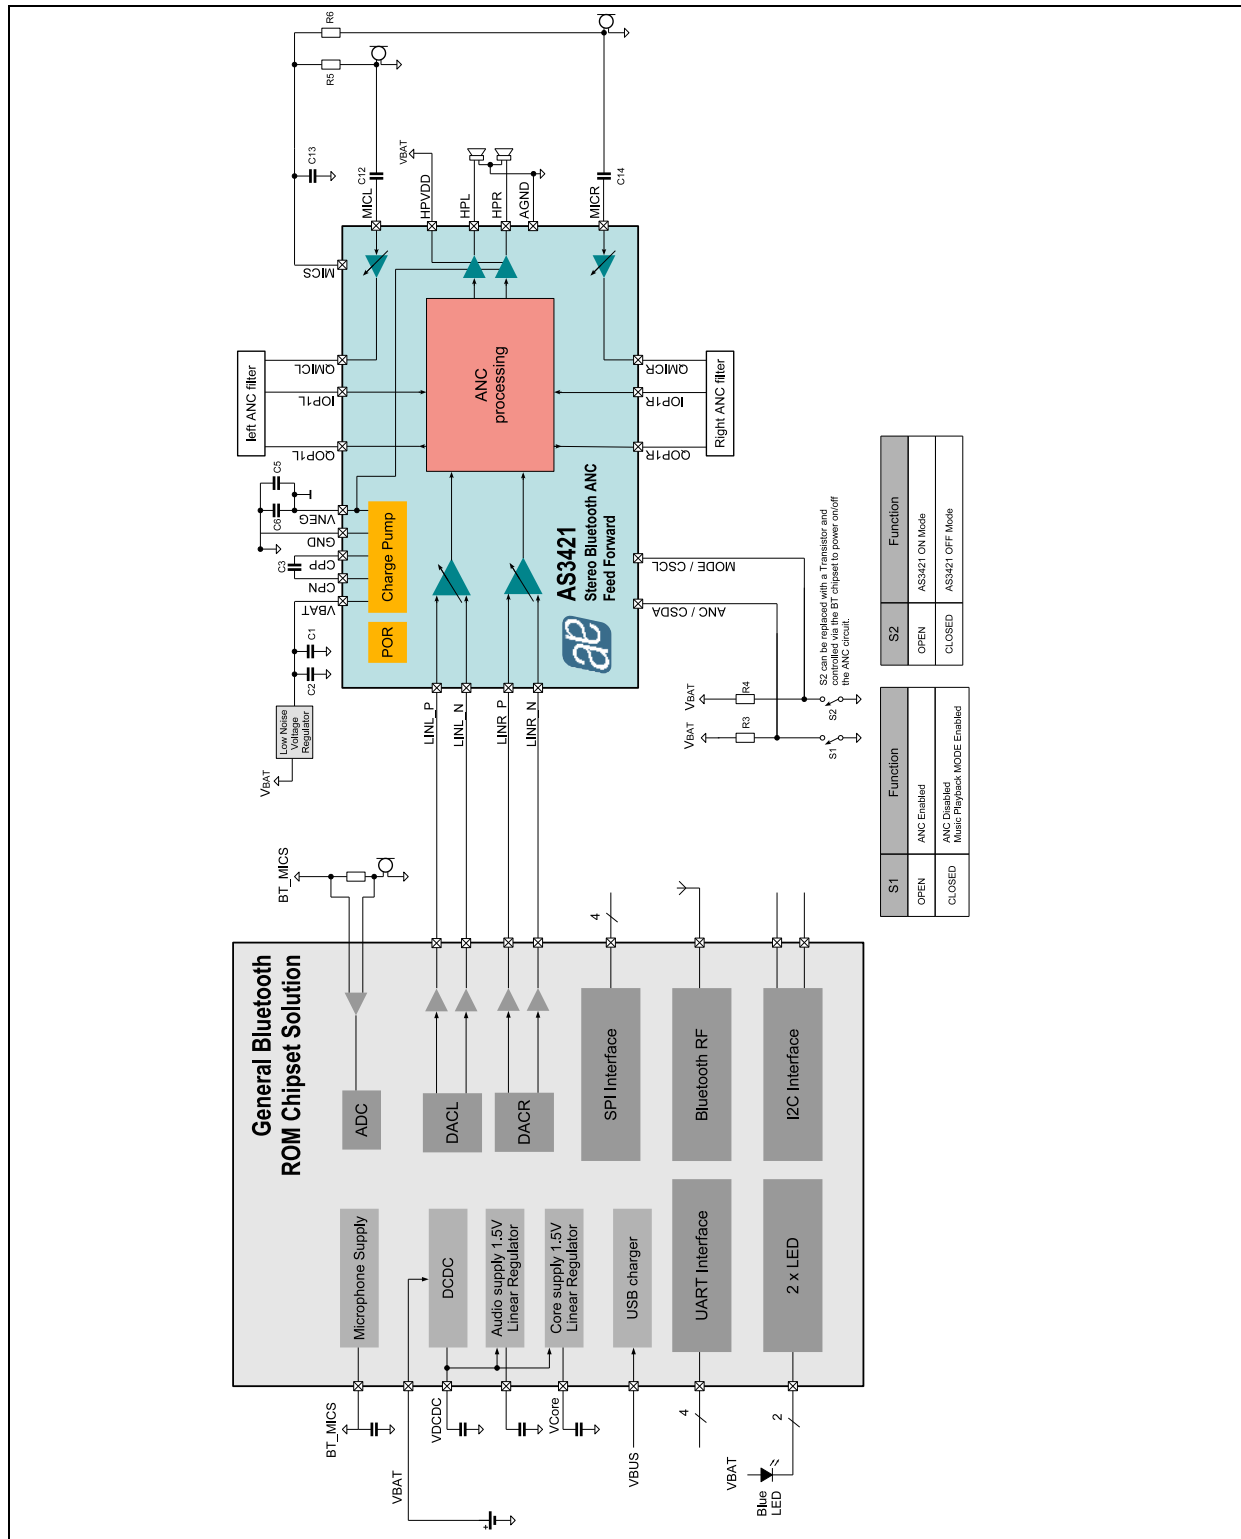 General Bluetooth
ROM Chipset Solution
Microphone Supply
DCDC
Audio supply 1.5V
Linear Regulator
Core supply 1.5V
Linear Regulator
USB charger
UART Interface
2 x LED
ADC
DACL
DACR
SPI Interface
Bluetooth RF
I2C Interface
BT_MICS
VBAT
+
VDCDC
VCore
VBUS
4
2
VBAT
Blue
LED
BT_MICS
4
VBAT
Low Noise
Voltage
Regulator
C2
C1
C3
C6
C5
VBAT
CPN
CPP
GND
VNEG
QOP1L
IOP1L
QMICL
MICS
left ANC filter
LINL_P
LINL_N
LINR_P
LINR_N
POR
Charge Pump
ANC
processing
AS3421
Stereo Bluetooth ANC
Feed Forward
ae
ANC / CSDA
MODE / CSCL
QOP1R
IOP1R
QMICR
Right ANC filter
MICL
HPVDD
HPL
HPR
AGND
MICR
VBAT
C12
C13
C14
R5
R6
VBAT
VBAT
R3
R4
S1
S2
S2 can be replaced with a Transistor and
controlled via the BT chipset to power on/off
the ANC circuit.
S1
Function
OPEN
ANC Enabled
CLOSED
ANC Disabled
Music Playback MODE Enabled
S2
Function
OPEN
AS3421 ON Mode
CLOSED
AS3421 OFF Mode